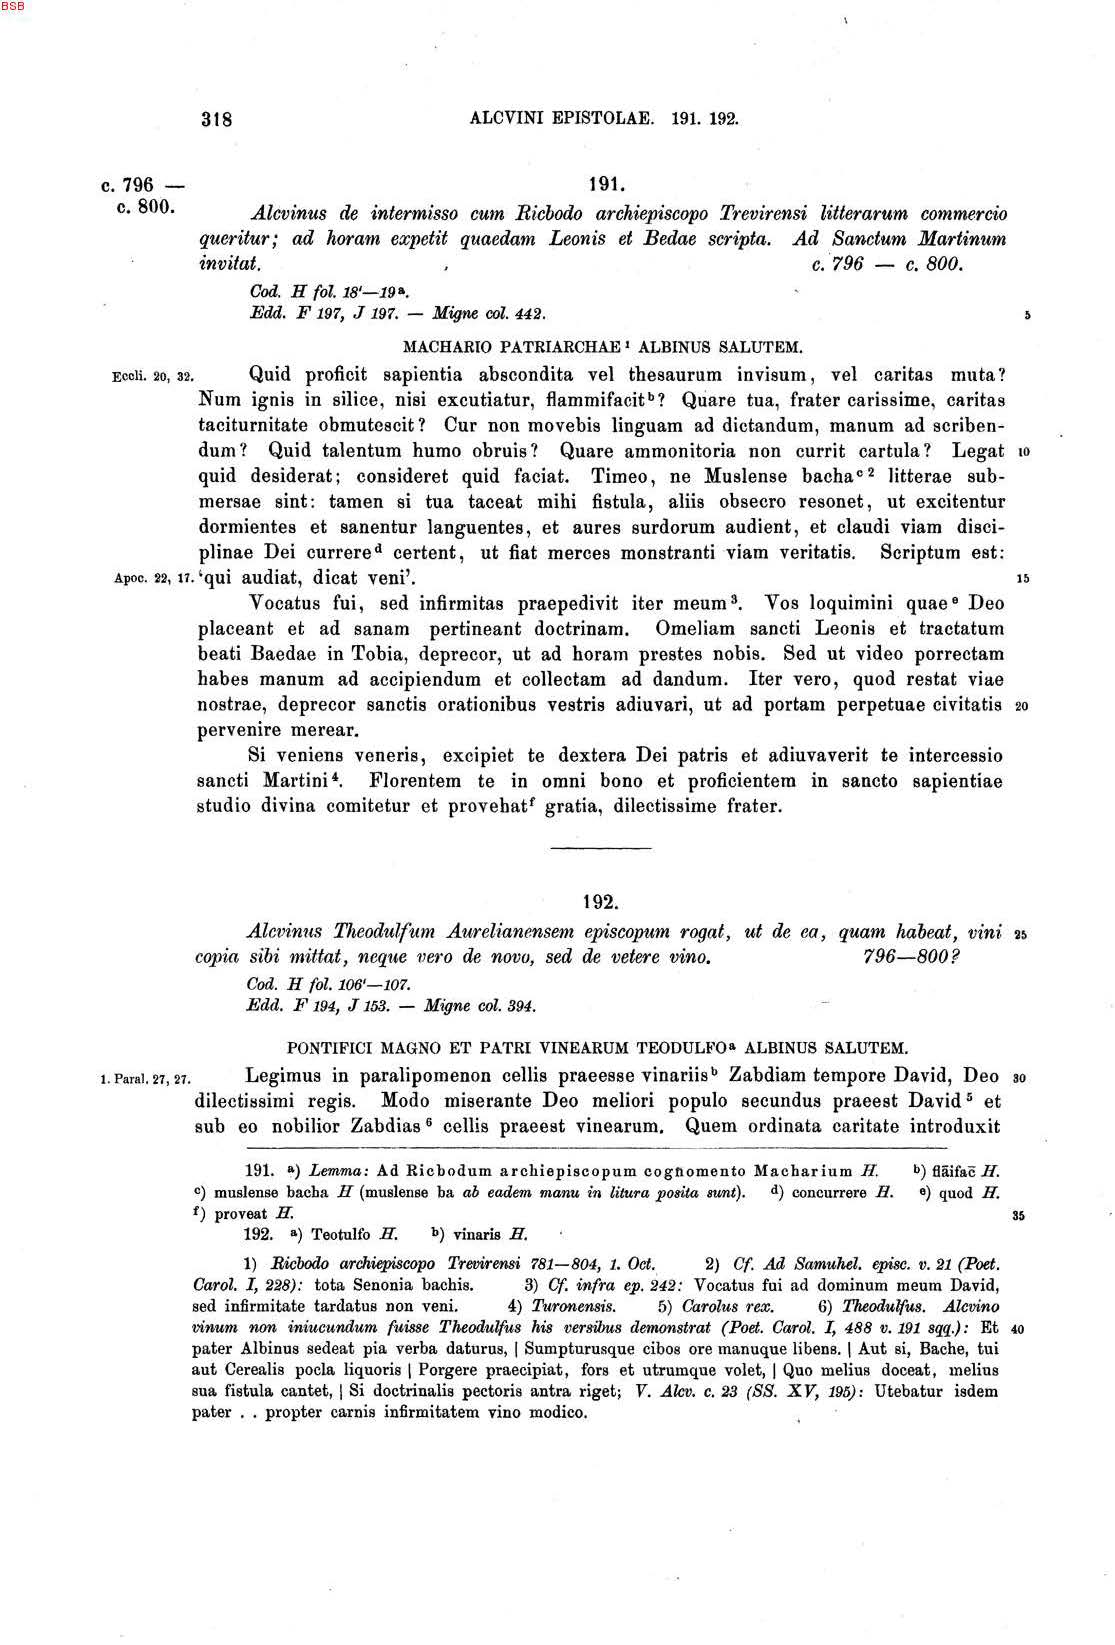 BSB
318 ALCVINI EPISTOLAE. 191. 192.
c. 796 —
c. 800.
191.
Alcvinus de intermisso cum Ricbodo archiepiscopo Trevirensi litterarum commercio
queritur; ad horam expetit quaedam Leonis et Bedae scripta. Ad Sanctum Martinum
invitat. c. 796 — c. 800.
Cod. H fol. 18'—19ᵃ.
Edd. F 197, J 197. — Migne col. 442. 5
MACHARIO PATRIARCHAE¹ ALBINUS SALUTEM.
Eccli. 20, 32. Quid proficit sapientia abscondita vel thesaurum invisum, vel caritas muta?
Num ignis in silice, nisi excutiatur, flammifacitᵇ? Quare tua, frater carissime, caritas
taciturnitate obmutescit? Cur non movebis linguam ad dictandum, manum ad scriben-
dum? Quid talentum humo obruis? Quare ammonitoria non currit cartula? Legat 10
quid desiderat; consideret quid faciat. Timeo, ne Muslense bachaᶜ ² litterae sub-
mersae sint: tamen si tua taceat mihi fistula, aliis obsecro resonet, ut excitentur
dormientes et sanentur languentes, et aures surdorum audient, et claudi viam disci-
plinae Dei currereᵈ certent, ut fiat merces monstranti viam veritatis. Scriptum est:
Apoc. 22, 17. ‘qui audiat, dicat veni’. 15
Vocatus fui, sed infirmitas praepedivit iter meum³. Vos loquimini quaeᵉ Deo
placeant et ad sanam pertineant doctrinam. Omeliam sancti Leonis et tractatum
beati Baedae in Tobia, deprecor, ut ad horam prestes nobis. Sed ut video porrectam
habes manum ad accipiendum et collectam ad dandum. Iter vero, quod restat viae
nostrae, deprecor sanctis orationibus vestris adiuvari, ut ad portam perpetuae civitatis 20
pervenire merear.
Si veniens veneris, excipiet te dextera Dei patris et adiuvaverit te intercessio
sancti Martini⁴. Florentem te in omni bono et proficientem in sancto sapientiae
studio divina comitetur et provehatᶠ gratia, dilectissime frater.
192.
Alcvinus Theodulfum Aurelianensem episcopum rogat, ut de ea, quam habeat, vini 25
copia sibi mittat, neque vero de novo, sed de vetere vino. 796—800?
Cod. H fol. 106'—107.
Edd. F 194, J 153. — Migne col. 394.
PONTIFICI MAGNO ET PATRI VINEARUM TEODULFOᵃ ALBINUS SALUTEM.
1. Paral. 27, 27. Legimus in paralipomenon cellis praeesse vinariisᵇ Zabdiam tempore David, Deo 30
dilectissimi regis. Modo miserante Deo meliori populo secundus praeest David⁵ et
sub eo nobilior Zabdias⁶ cellis praeest vinearum. Quem ordinata caritate introduxit
191. ᵃ) Lemma: Ad Ricbodum archiepiscopum cogñomento Macharium H. ᵇ) flāifac̄ H.
ᶜ) muslense bacha H (muslense ba ab eadem manu in litura posita sunt). ᵈ) concurrere H. ᵉ) quod H.
ᶠ) proveat H. 35
192. ᵃ) Teotulfo H. ᵇ) vinaris H.
1) Ricbodo archiepiscopo Trevirensi 781—804, 1. Oct. 2) Cf. Ad Samuhel. episc. v. 21 (Poet.
Carol. I, 228): tota Senonia bachis. 3) Cf. infra ep. 242: Vocatus fui ad dominum meum David,
sed infirmitate tardatus non veni. 4) Turonensis. 5) Carolus rex. 6) Theodulfus. Alcvino
vinum non iniucundum fuisse Theodulfus his versibus demonstrat (Poet. Carol. I, 488 v. 191 sqq.): Et 40
pater Albinus sedeat pia verba daturus, | Sumpturusque cibos ore manuque libens. | Aut si, Bache, tui
aut Cerealis pocla liquoris | Porgere praecipiat, fors et utrumque volet, | Quo melius doceat, melius
sua fistula cantet, | Si doctrinalis pectoris antra riget; V. Alcv. c. 23 (SS. XV, 195): Utebatur isdem
pater . . propter carnis infirmitatem vino modico.